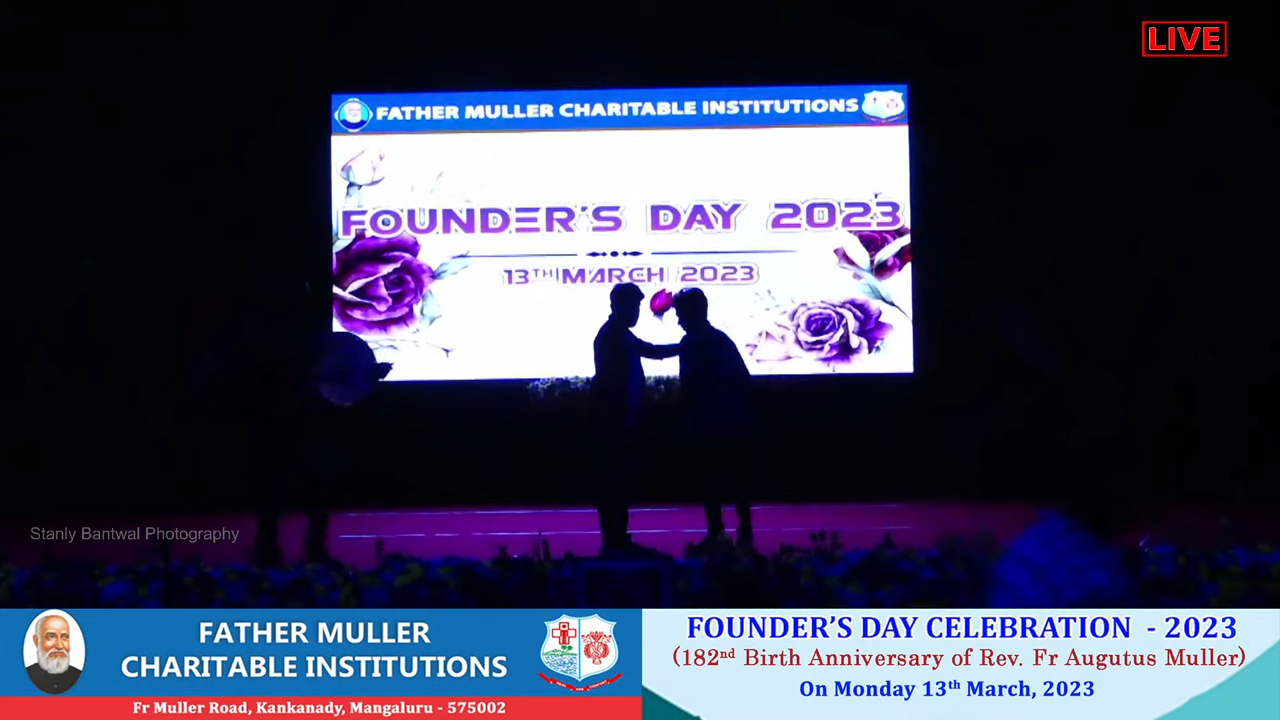 LIVE
FATHER MULLER CHARITABLE INSTITUTIONS
FOUNDER'S DAY 2023
13TH MARCH 2023
Stanly Bantwal Photography
FATHER MULLER
CHARITABLE INSTITUTIONS
Fr Muller Road, Kankanady, Mangaluru - 575002
FOUNDER'S DAY CELEBRATION - 2023
(182nd Birth Anniversary of Rev. Fr Augutus Muller)
On Monday 13th March, 2023